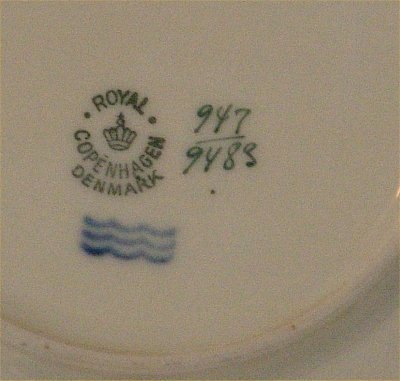 ROYAL
COPENHAGEN
DENMARK
947
9483